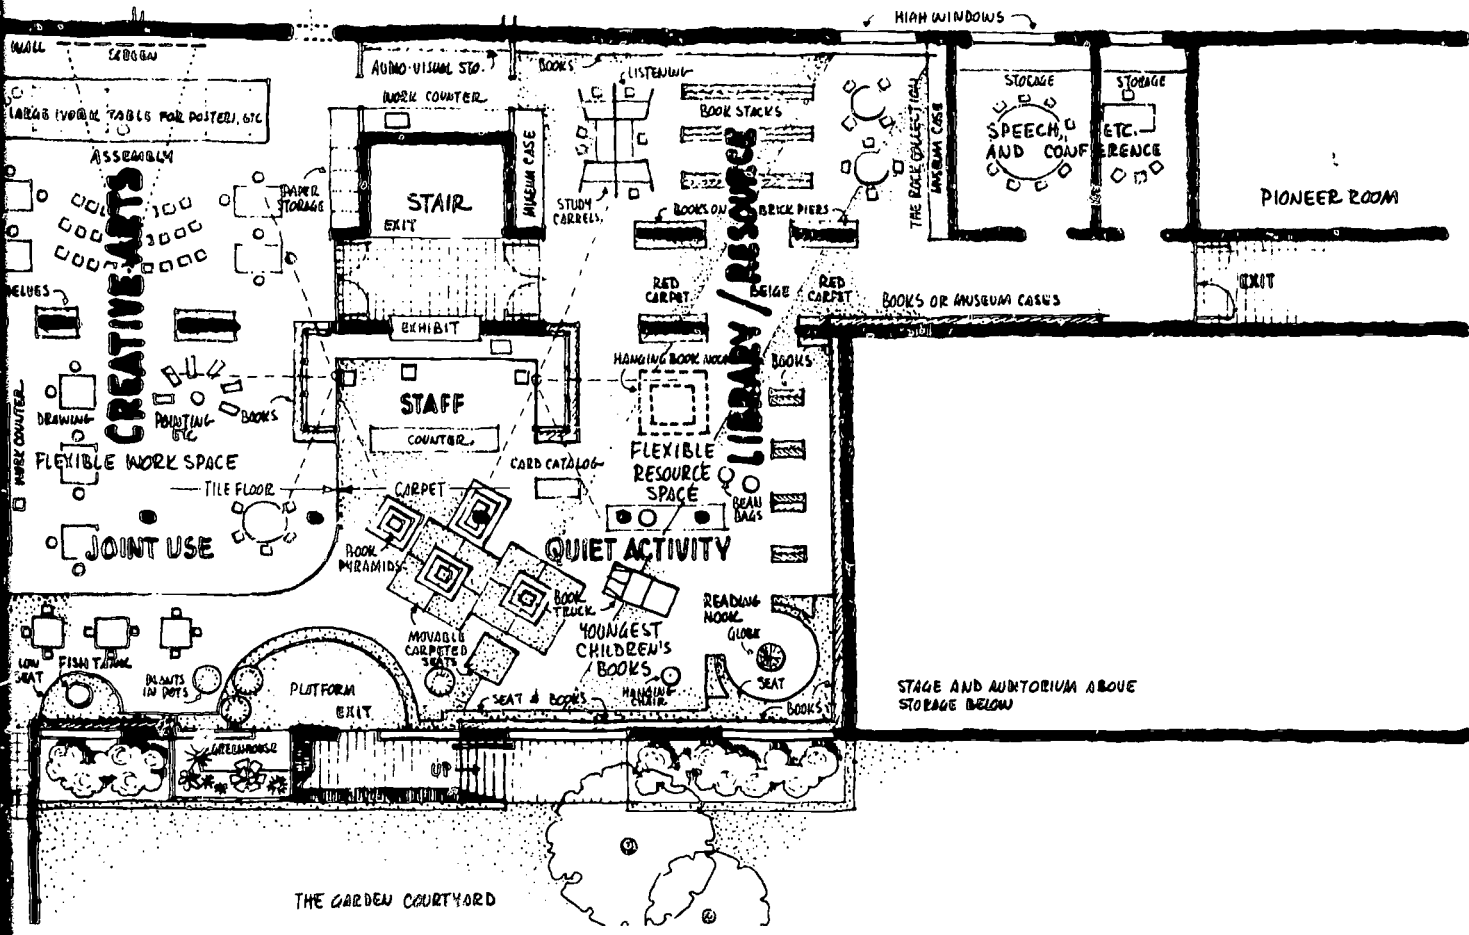 HIGH WINDOWS
WALL
SCREEN
AUDIO-VISUAL STO.
BOOKS
LISTENING
STORAGE
STORAGE
WORK COUNTER
LARGE WORK TABLE FOR POSTERS, ETC
BOOK STACKS
THE ROCK COLLECTION
MUSEUM CASE
SPEECH, ETC.
AND CONFERENCE
ASSEMBLY
MUSEUM CASE
PAPER
STORAGE
STAIR
EXIT
STUDY
CARRELS
BOOKS ON BRICK PIERS
PIONEER ROOM
CREATIVE ARTS
LIBRARY / RESOURCE
RED
CARPET
BEIGE
RED
CARPET
BOOKS OR MUSEUM CASES
EXIT
EXHIBIT
HANGING BOOK NOOK
BOOKS
WORK COUNTER
DRAWING
PAINTING
ETC
BOOKS
STAFF
COUNTER
FLEXIBLE WORK SPACE
CARD CATALOG
FLEXIBLE
RESOURCE
SPACE
TILE FLOOR
CARPET
BEAN
BAGS
JOINT USE
BOOK
PYRAMIDS
QUIET ACTIVITY
BOOK
TRUCK
READING
NOOK
GLOBE
MOVABLE
CARPETED
SEATS
YOUNGEST
CHILDREN'S
BOOKS
LOW
SEAT
FISH TANK
PLANTS
IN POTS
PLATFORM
EXIT
SEAT & BOOKS
HANGING
CHAIR
SEAT
BOOKS
STAGE AND AUDITORIUM ABOVE
STORAGE BELOW
GREENHOUSE
UP
THE GARDEN COURTYARD